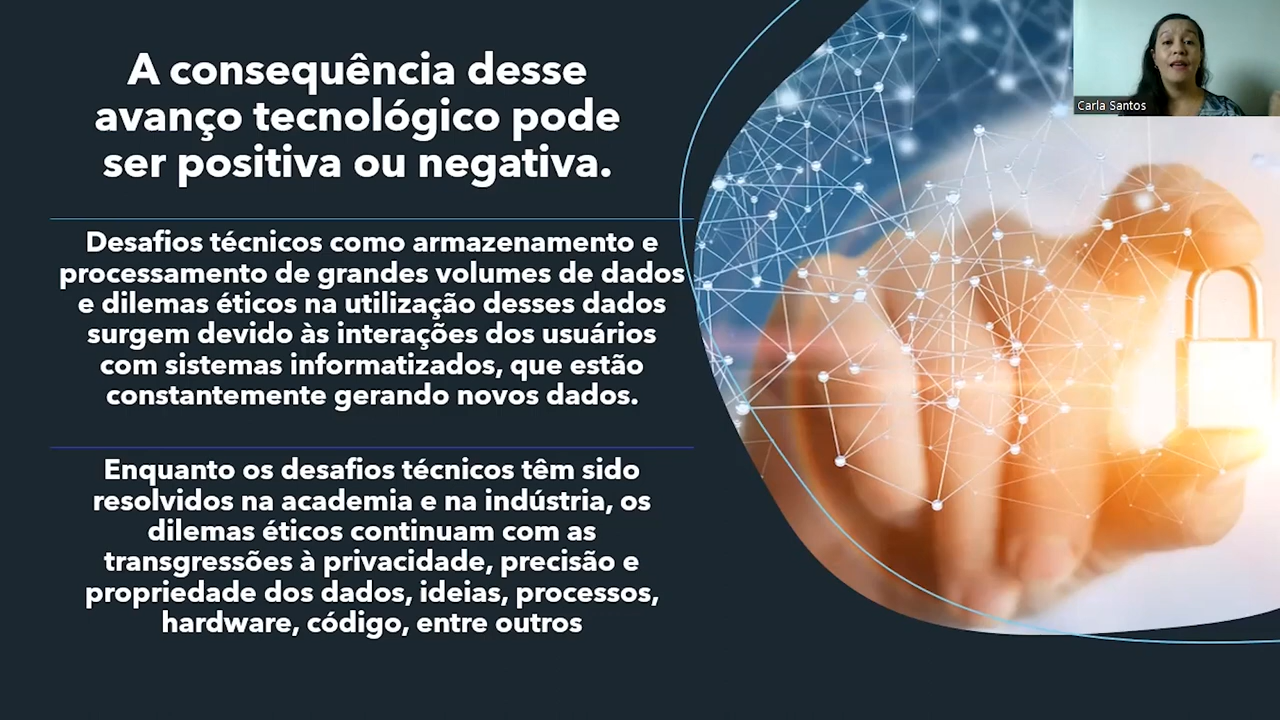 A consequência desse
avanço tecnológico pode
ser positiva ou negativa.
Desafios técnicos como armazenamento e
processamento de grandes volumes de dados
e dilemas éticos na utilização desses dados
surgem devido às interações dos usuários
com sistemas informatizados, que estão
constantemente gerando novos dados.
Enquanto os desafios técnicos têm sido
resolvidos na academia e na indústria, os
dilemas éticos continuam com as
transgressões à privacidade, precisão e
propriedade dos dados, ideias, processos,
hardware, código, entre outros
Carla Santos